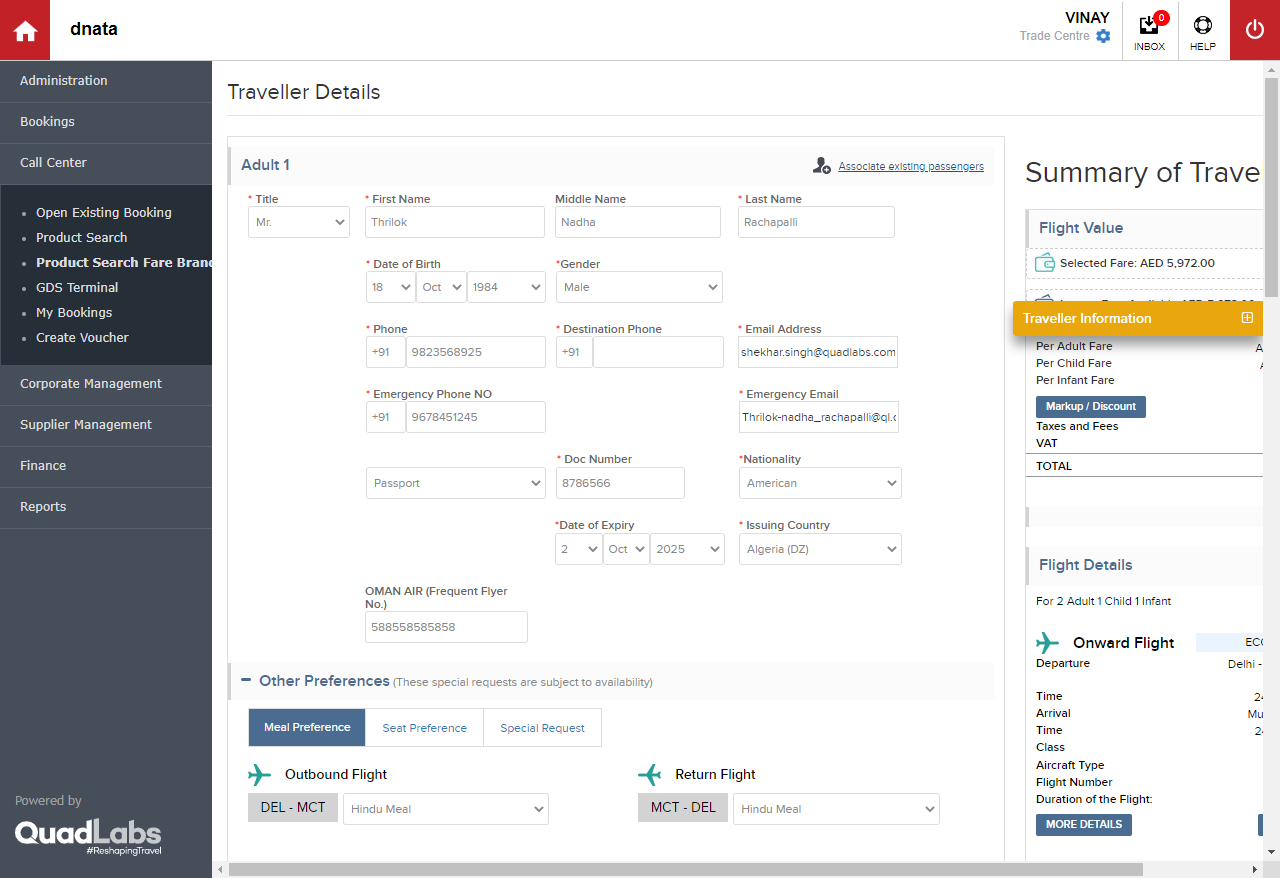 dnata
VINAY
Trade Centre
0
INBOX
HELP
Administration
Bookings
Call Center
Open Existing Booking
Product Search
Product Search Fare Bran
GDS Terminal
My Bookings
Create Voucher
Corporate Management
Supplier Management
Finance
Reports
Powered by
QuadLabs
#ReshapingTravel
Traveller Details
Adult 1
Associate existing passengers
* Title * First Name Middle Name * Last Name
Mr. Thrilok Nadha Rachapalli
* Date of Birth *Gender
18 Oct 1984 Male
* Phone * Destination Phone * Email Address
+91 9823568925 +91 shekhar.singh@quadlabs.com
* Emergency Phone NO * Emergency Email
+91 9678451245 Thrilok-nadha_rachapalli@ql.c
* Doc Number *Nationality
Passport 8786566 American
*Date of Expiry * Issuing Country
2 Oct 2025 Algeria (DZ)
OMAN AIR (Frequent Flyer
No.)
588558585858
Other Preferences (These special requests are subject to availability)
Meal Preference Seat Preference Special Request
Outbound Flight Return Flight
DEL - MCT Hindu Meal MCT - DEL Hindu Meal
Summary of Trave
Flight Value
Selected Fare: AED 5,972.00
Traveller Information
Per Adult Fare A
Per Child Fare
Per Infant Fare
Markup / Discount
Taxes and Fees
VAT
TOTAL
Flight Details
For 2 Adult 1 Child 1 Infant
Onward Flight ECO
Departure Delhi -
Time 24
Arrival Mu
Time 24
Class
Aircraft Type
Flight Number
Duration of the Flight:
MORE DETAILS